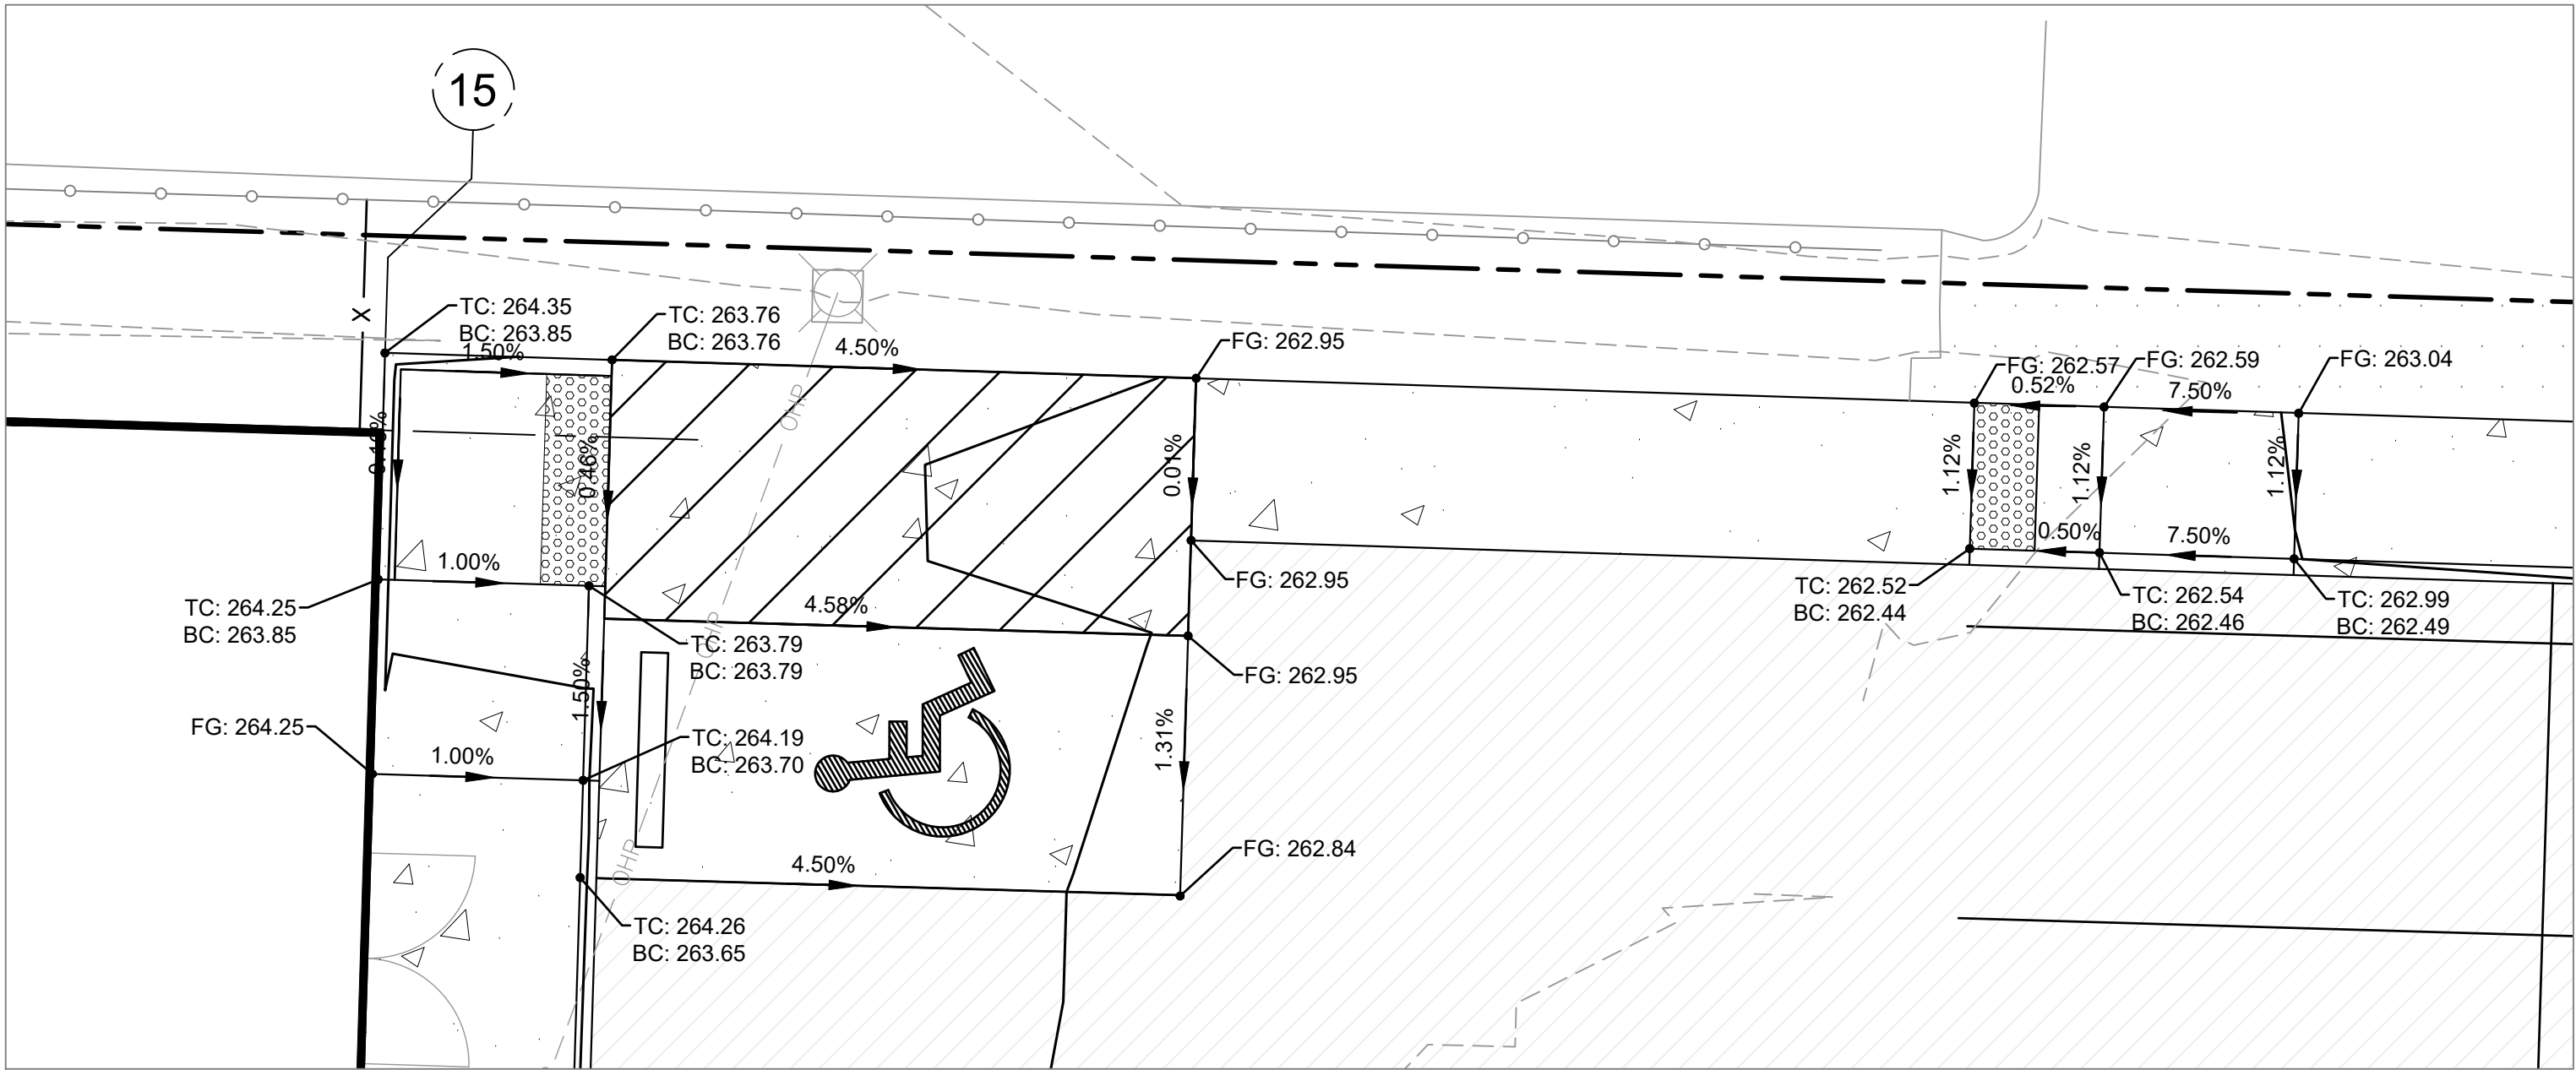 15
TC: 264.35
BC: 263.85
1.50%
TC: 263.76
BC: 263.76
4.50%
FG: 262.95
FG: 262.57
0.52%
FG: 262.59
7.50%
FG: 263.04
X
OHP
0.46%
0.01%
1.12%
1.12%
1.12%
1.00%
0.50%
7.50%
FG: 262.95
TC: 264.25
BC: 263.85
4.58%
OHP
TC: 263.79
BC: 263.79
TC: 262.52
BC: 262.44
TC: 262.54
BC: 262.46
TC: 262.99
BC: 262.49
FG: 262.95
1.50%
FG: 264.25
1.00%
TC: 264.19
BC: 263.70
1.31%
FG: 262.84
4.50%
OHP
TC: 264.26
BC: 263.65